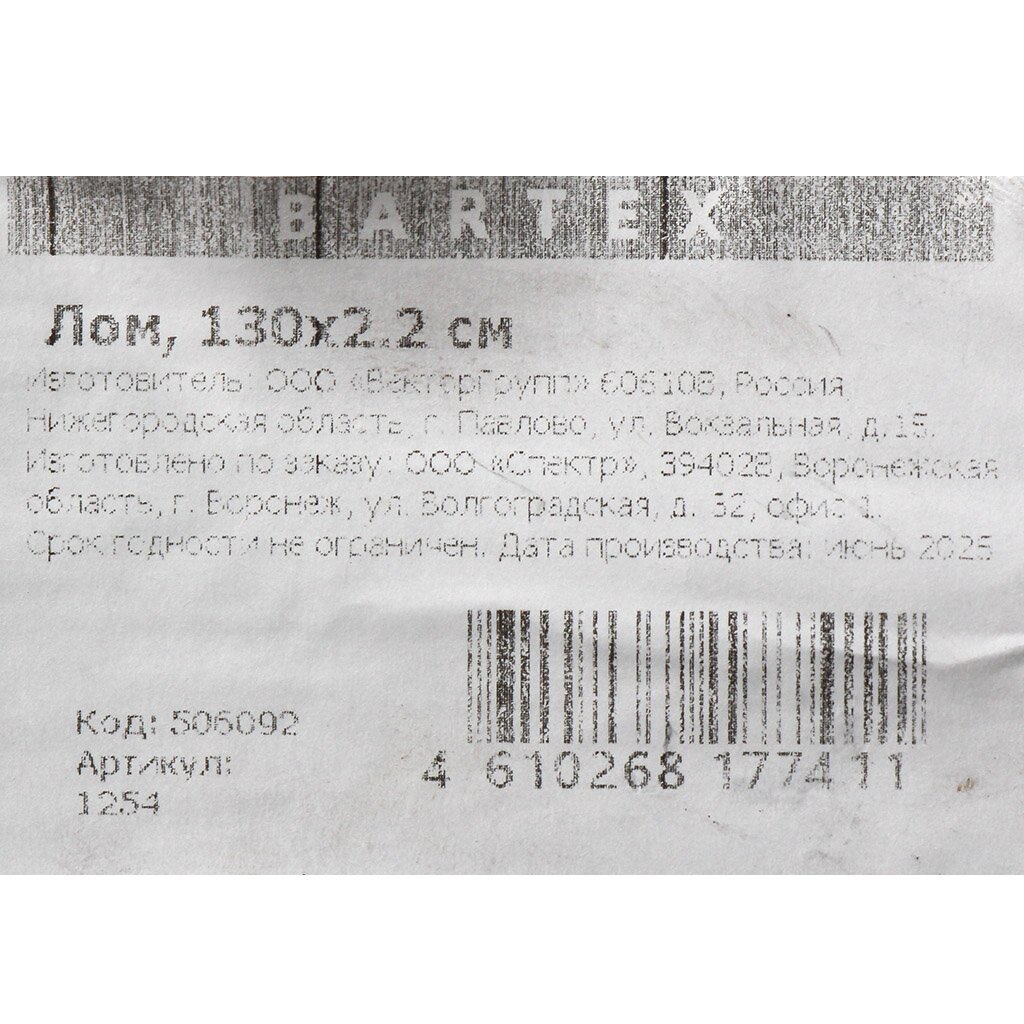 BARTEX
Лом, 130x2.2 см
Изготовитель: ООО «ВекторГрупп» 606108, Россия,
Нижегородская область, г. Павлово, ул. Вокзальная, д.15.
Изготовлено по заказу: ООО «Спектр», 394028, Воронежская
область, г. Воронеж, ул. Волгоградская, д. 32, офис 1.
Срок годности не ограничен. Дата производства: июнь 2025
Код: 506092
Артикул:
1254
4 610268 177411